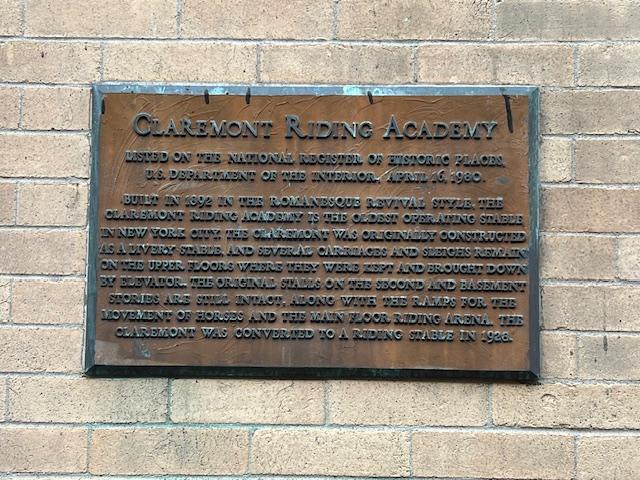 CLAREMONT RIDING ACADEMY
LISTED ON THE NATIONAL REGISTER OF HISTORIC PLACES,
U.S. DEPARTMENT OF THE INTERIOR, APRIL 16, 1980.
BUILT IN 1892 IN THE ROMANESQUE REVIVAL STYLE, THE
CLAREMONT RIDING ACADEMY IS THE OLDEST OPERATING STABLE
IN NEW YORK CITY. THE CLAREMONT WAS ORIGINALLY CONSTRUCTED
AS A LIVERY STABLE, AND SEVERAL CARRIAGES AND SLEIGHS REMAIN
ON THE UPPER FLOORS WHERE THEY WERE KEPT AND BROUGHT DOWN
BY ELEVATOR. THE ORIGINAL STALLS ON THE SECOND AND BASEMENT
STORIES ARE STILL INTACT, ALONG WITH THE RAMPS FOR THE
MOVEMENT OF HORSES AND THE MAIN FLOOR RIDING ARENA. THE
CLAREMONT WAS CONVERTED TO A RIDING STABLE IN 1928.